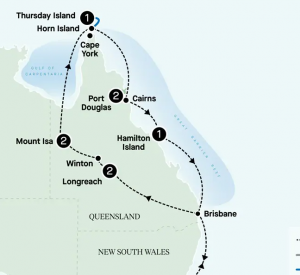 Thursday Island
1
Horn Island
Cape
York
GULF OF
CARPENTARIA
Port
Douglas
2
Cairns
GREAT BARRIER REEF
Hamilton
Island
1
Mount Isa
2
Winton
Longreach
2
Brisbane
QUEENSLAND
NEW SOUTH WALES